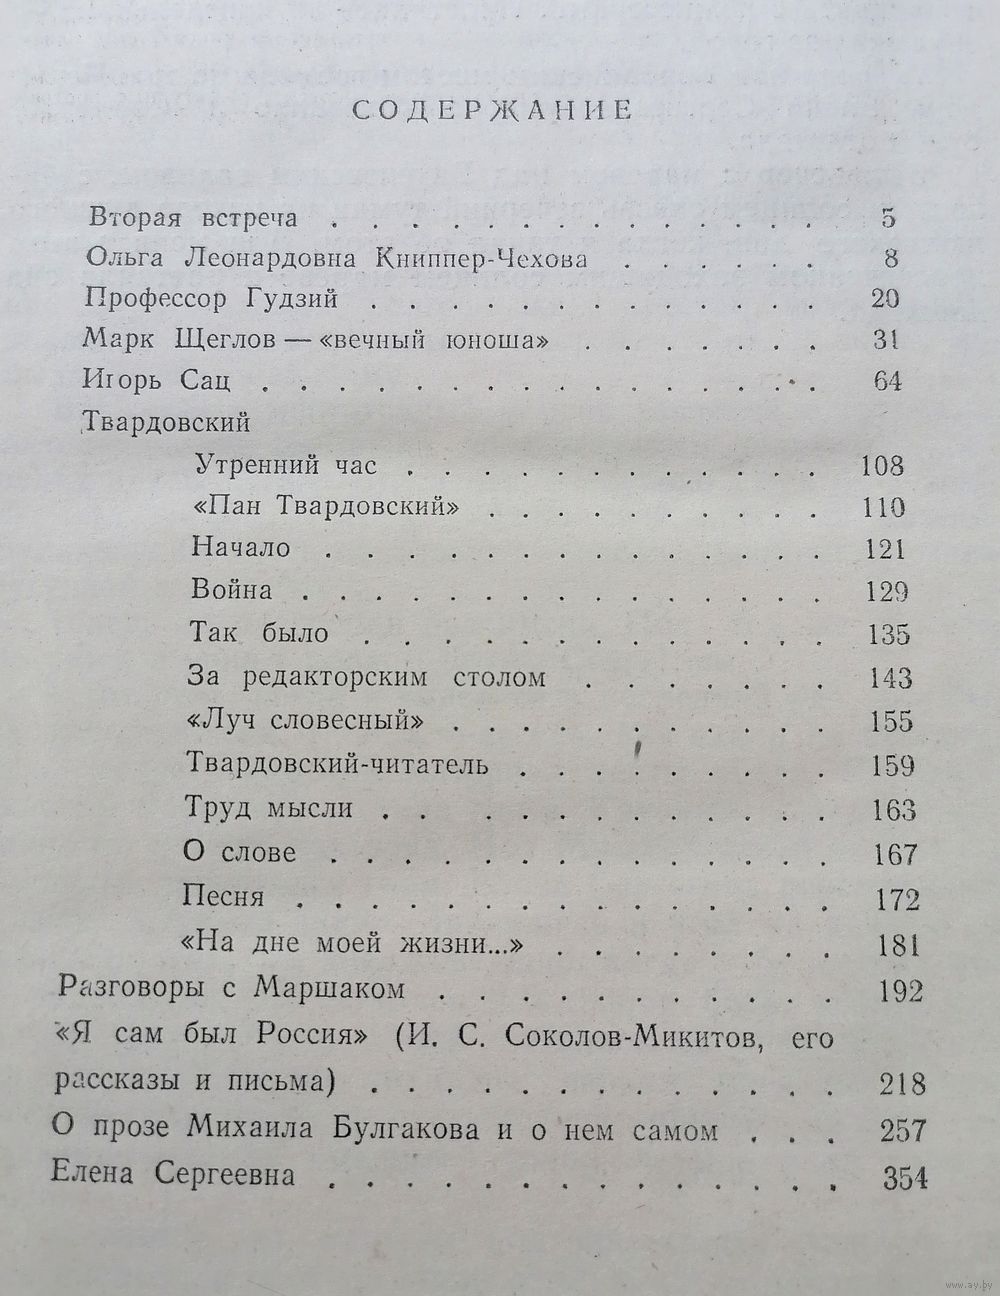 СОДЕРЖАНИЕ
Вторая встреча . . . . . . . . . . . . . 5
Ольга Леонардовна Книппер-Чехова . . . . . . 8
Профессор Гудзий . . . . . . . . . . . . 20
Марк Щеглов — «вечный юноша» . . . . . . . 31
Игорь Сац . . . . . . . . . . . . . . . 64
Твардовский
Утренний час . . . . . . . . . . . 108
«Пан Твардовский» . . . . . . . . . 110
Начало . . . . . . . . . . . . . 121
Война . . . . . . . . . . . . . . 129
Так было . . . . . . . . . . . . 135
За редакторским столом . . . . . . . 143
«Луч словесный» . . . . . . . . . . 155
Твардовский-читатель . . . . . . . . . 159
Труд мысли . . . . . . . . . . . 163
О слове . . . . . . . . . . . . . 167
Песня . . . . . . . . . . . . . . 172
«На дне моей жизни...» . . . . . . . . 181
Разговоры с Маршаком . . . . . . . . . . . 192
«Я сам был Россия» (И. С. Соколов-Микитов, его
рассказы и письма) . . . . . . . . . . . . 218
О прозе Михаила Булгакова и о нем самом . . . 257
Елена Сергеевна . . . . . . . . . . . . . . 354
www.ay.by